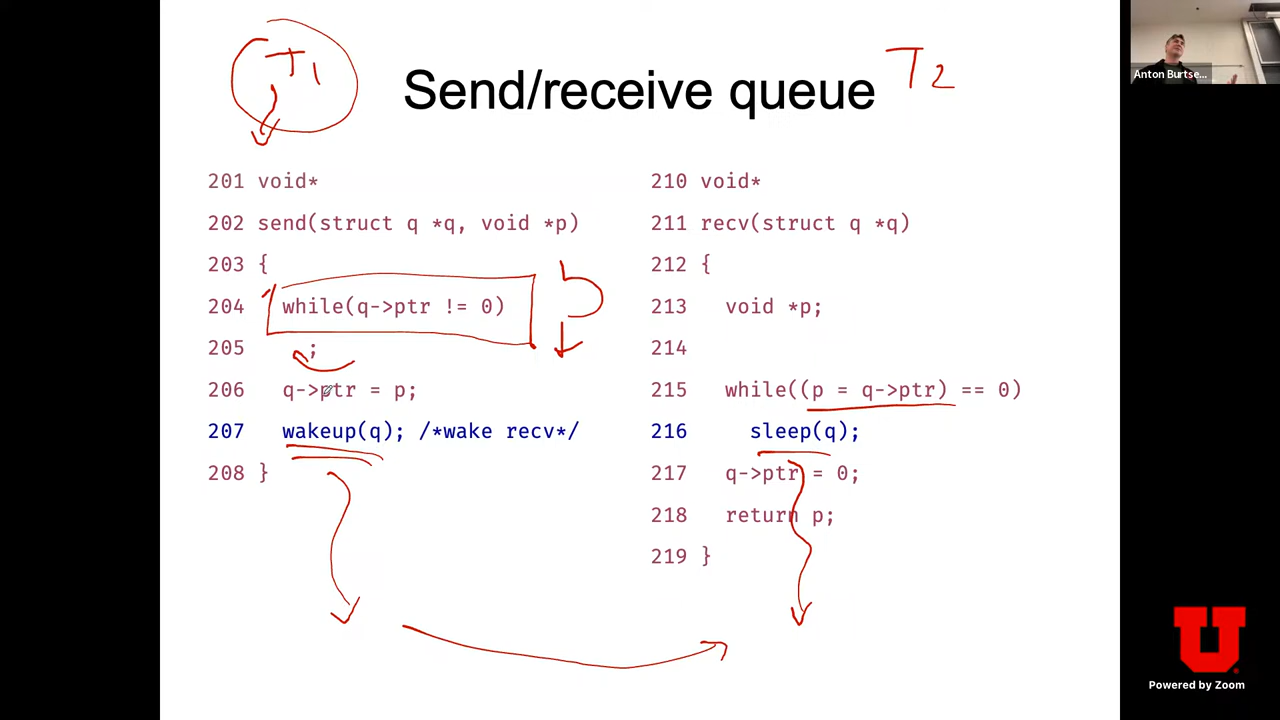 T1
Send/receive queue
T2
Anton Burtse...
201 void*
202 send(struct q *q, void *p)
203 {
204 while(q->ptr != 0)
205 ;
206 q->ptr = p;
207 wakeup(q); /*wake recv*/
208 }
210 void*
211 recv(struct q *q)
212 {
213 void *p;
214
215 while((p = q->ptr) == 0)
216 sleep(q);
217 q->ptr = 0;
218 return p;
219 }
U
Powered by Zoom